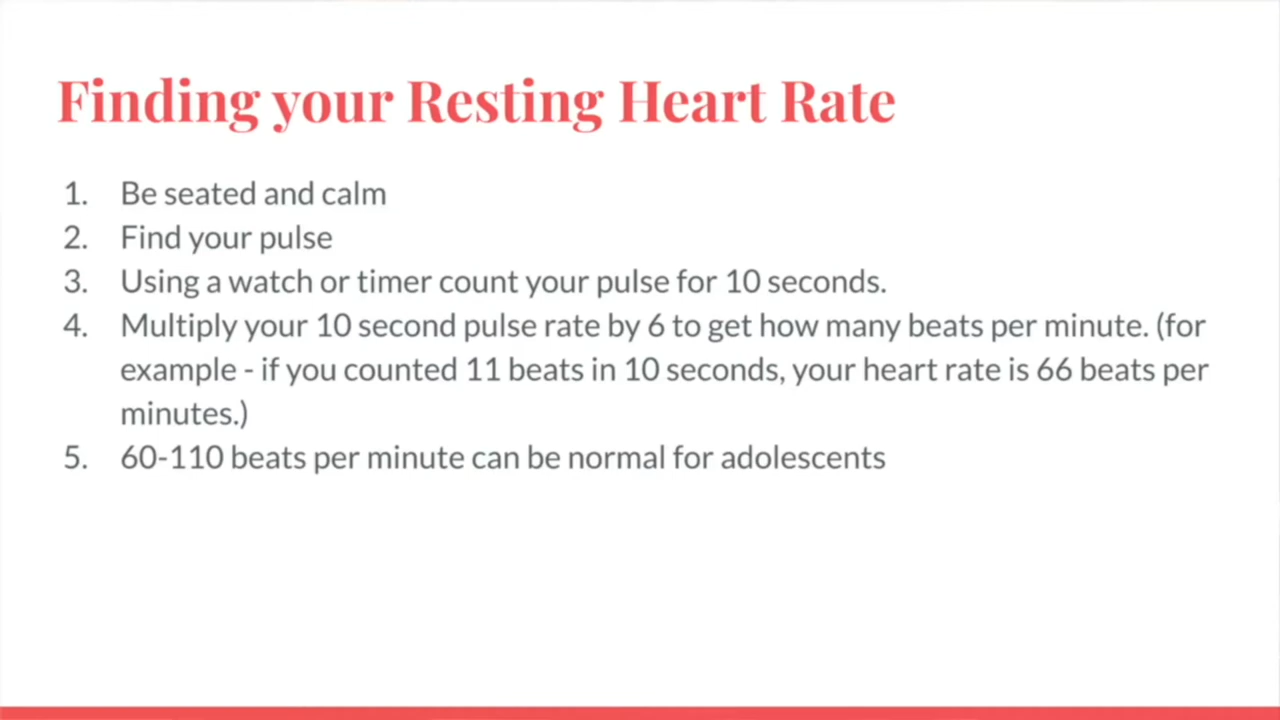 Finding your Resting Heart Rate
1. Be seated and calm
2. Find your pulse
3. Using a watch or timer count your pulse for 10 seconds.
4. Multiply your 10 second pulse rate by 6 to get how many beats per minute. (for
example - if you counted 11 beats in 10 seconds, your heart rate is 66 beats per
minutes.)
5. 60-110 beats per minute can be normal for adolescents